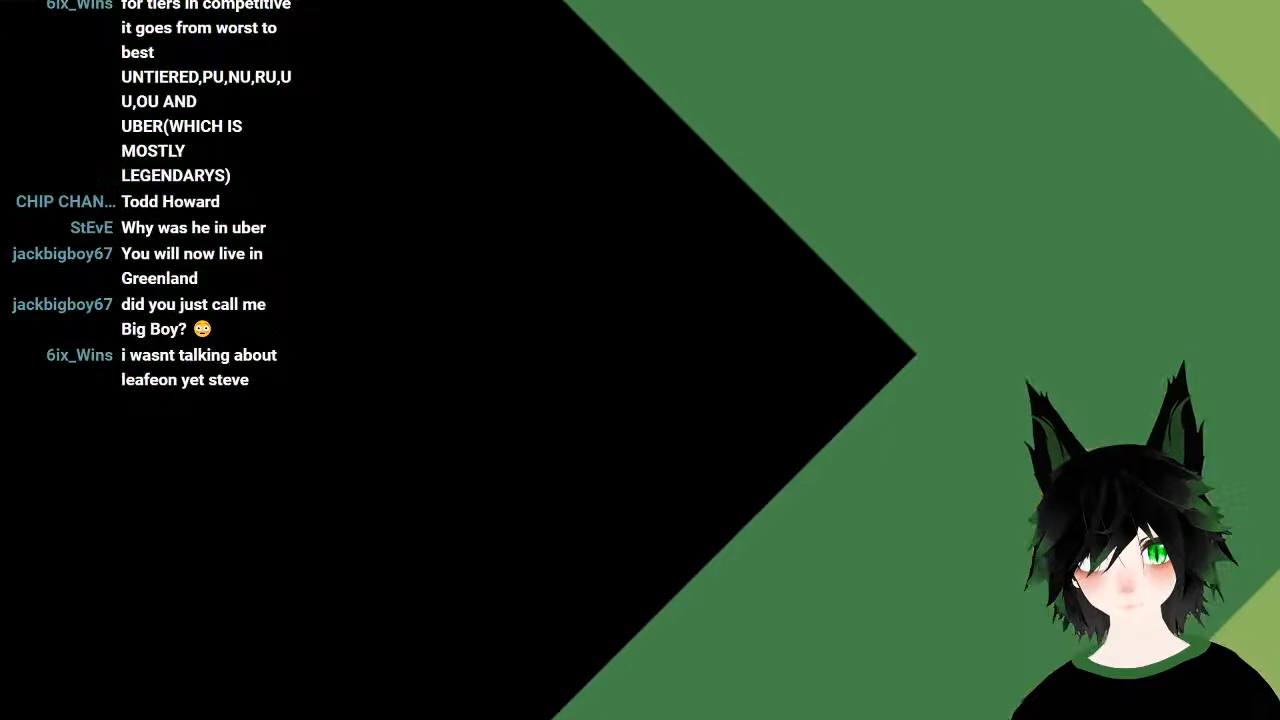 6ix_Wins for tiers in competitive
it goes from worst to
best
UNTIERED,PU,NU,RU,U
U,OU AND
UBER(WHICH IS
MOSTLY
LEGENDARYS)
CHIP CHAN... Todd Howard
StEvE Why was he in uber
jackbigboy67 You will now live in
Greenland
jackbigboy67 did you just call me
Big Boy? 😳
6ix_Wins i wasnt talking about
leafeon yet steve